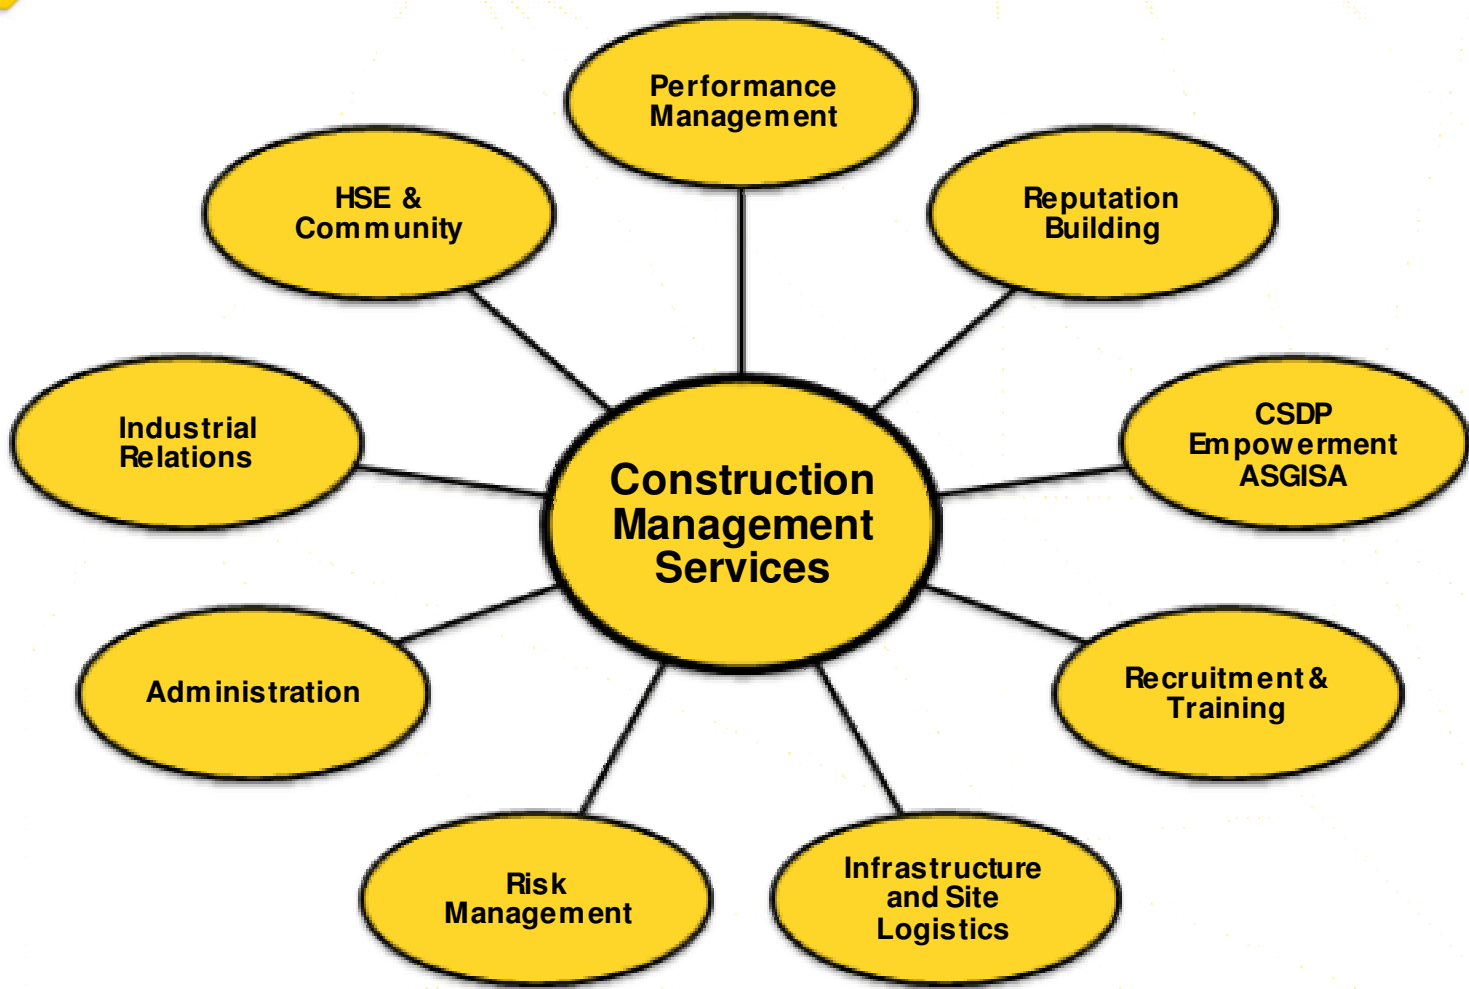 Performance
Management
HSE &
Community
Reputation
Building
Industrial
Relations
CSDP
Empowerment
ASGISA
Construction
Management
Services
Administration
Recruitment &
Training
Risk
Management
Infrastructure
and Site
Logistics